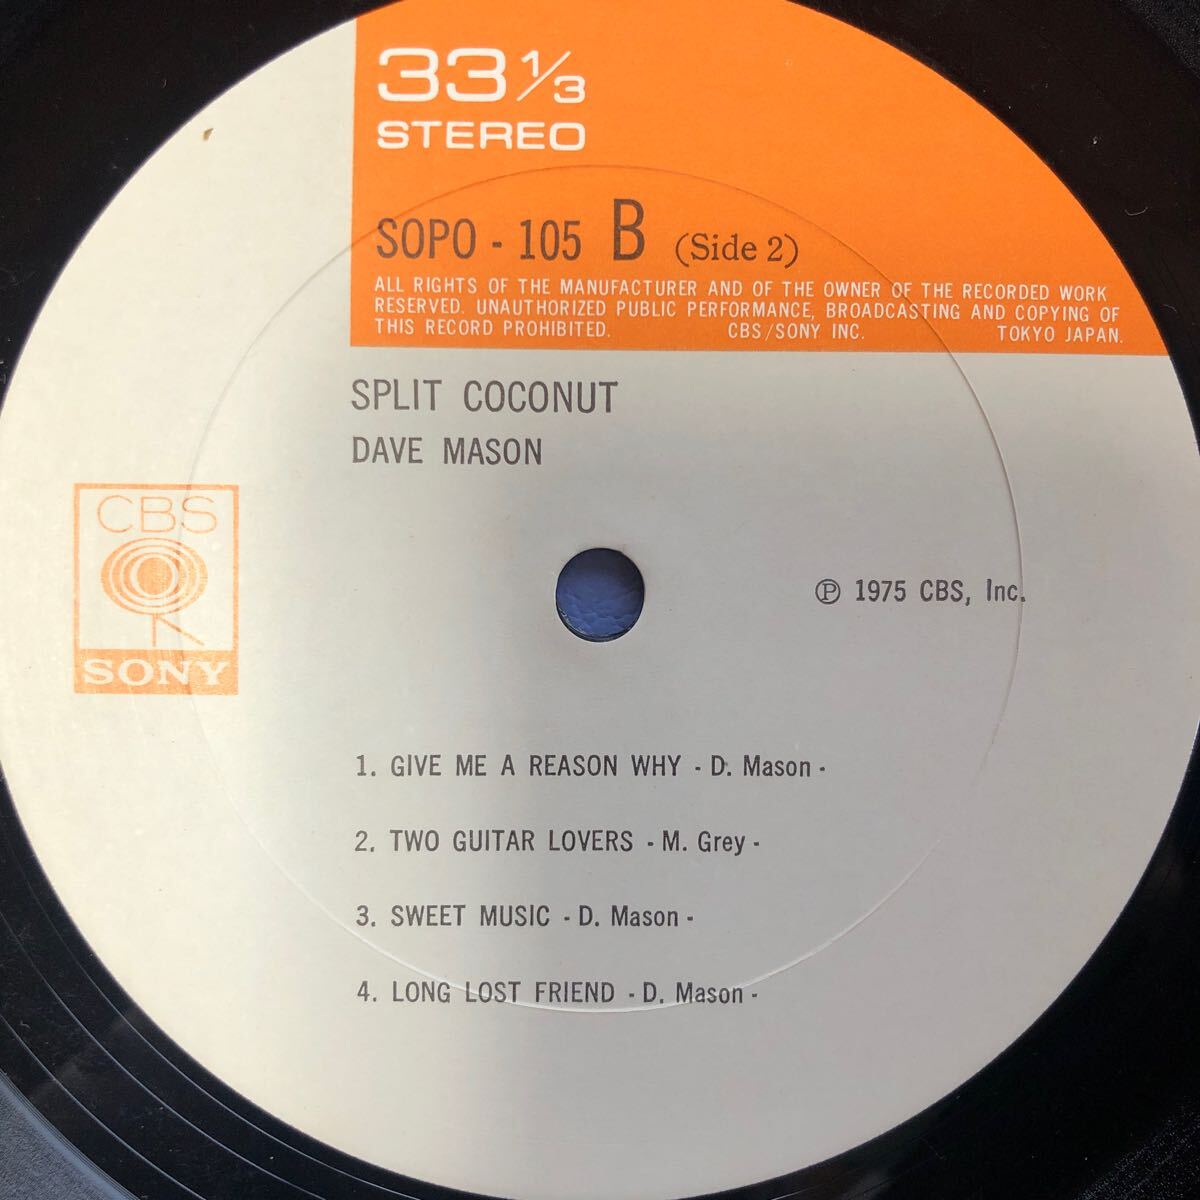 33 1/3
STEREO
SOPO - 105 B (Side 2)
ALL RIGHTS OF THE MANUFACTURER AND OF THE OWNER OF THE RECORDED WORK
RESERVED. UNAUTHORIZED PUBLIC PERFORMANCE, BROADCASTING AND COPYING OF
THIS RECORD PROHIBITED. CBS/SONY INC. TOKYO JAPAN.
SPLIT COCONUT
DAVE MASON
CBS
SONY
℗ 1975 CBS, Inc.
1. GIVE ME A REASON WHY - D. Mason -
2. TWO GUITAR LOVERS - M. Grey -
3. SWEET MUSIC - D. Mason -
4. LONG LOST FRIEND - D. Mason -